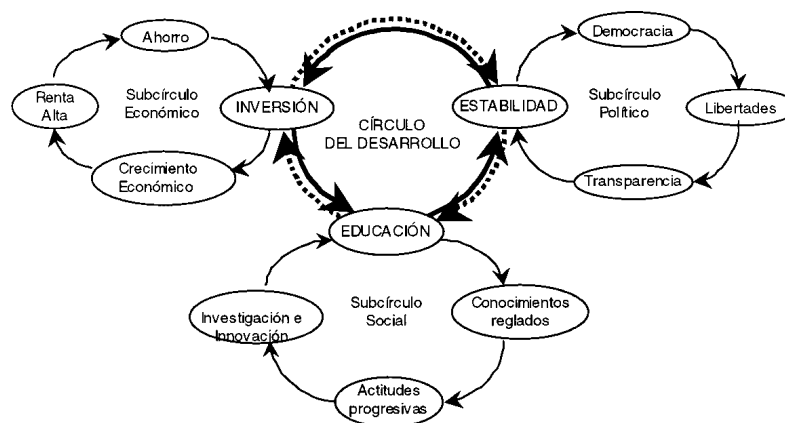 Ahorro
Renta
Alta
Subcírculo
Económico
INVERSIÓN
Crecimiento
Económico
CÍRCULO
DEL DESARROLLO
Democracia
ESTABILIDAD
Subcírculo
Político
Libertades
Transparencia
EDUCACIÓN
Investigación e
Innovación
Subcírculo
Social
Conocimientos
reglados
Actitudes
progresivas